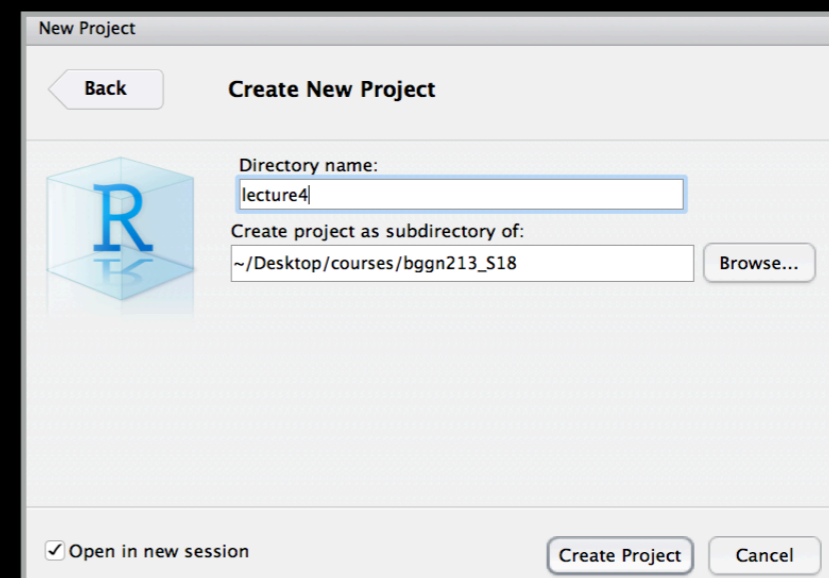 New Project
Back
Create New Project
R
Directory name:
lecture4
Create project as subdirectory of:
~/Desktop/courses/bggn213_S18
Browse...
Open in new session
Create Project
Cancel